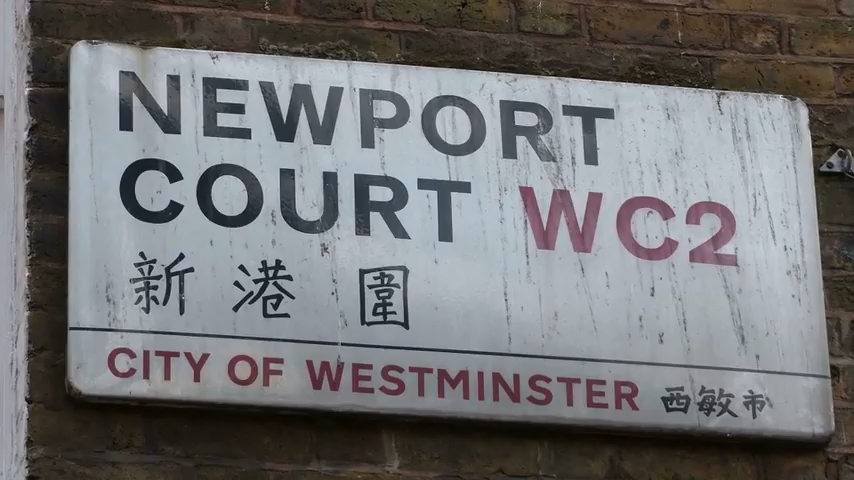 NEWPORT
COURT WC2
新港圍
CITY OF WESTMINSTER 西敏市